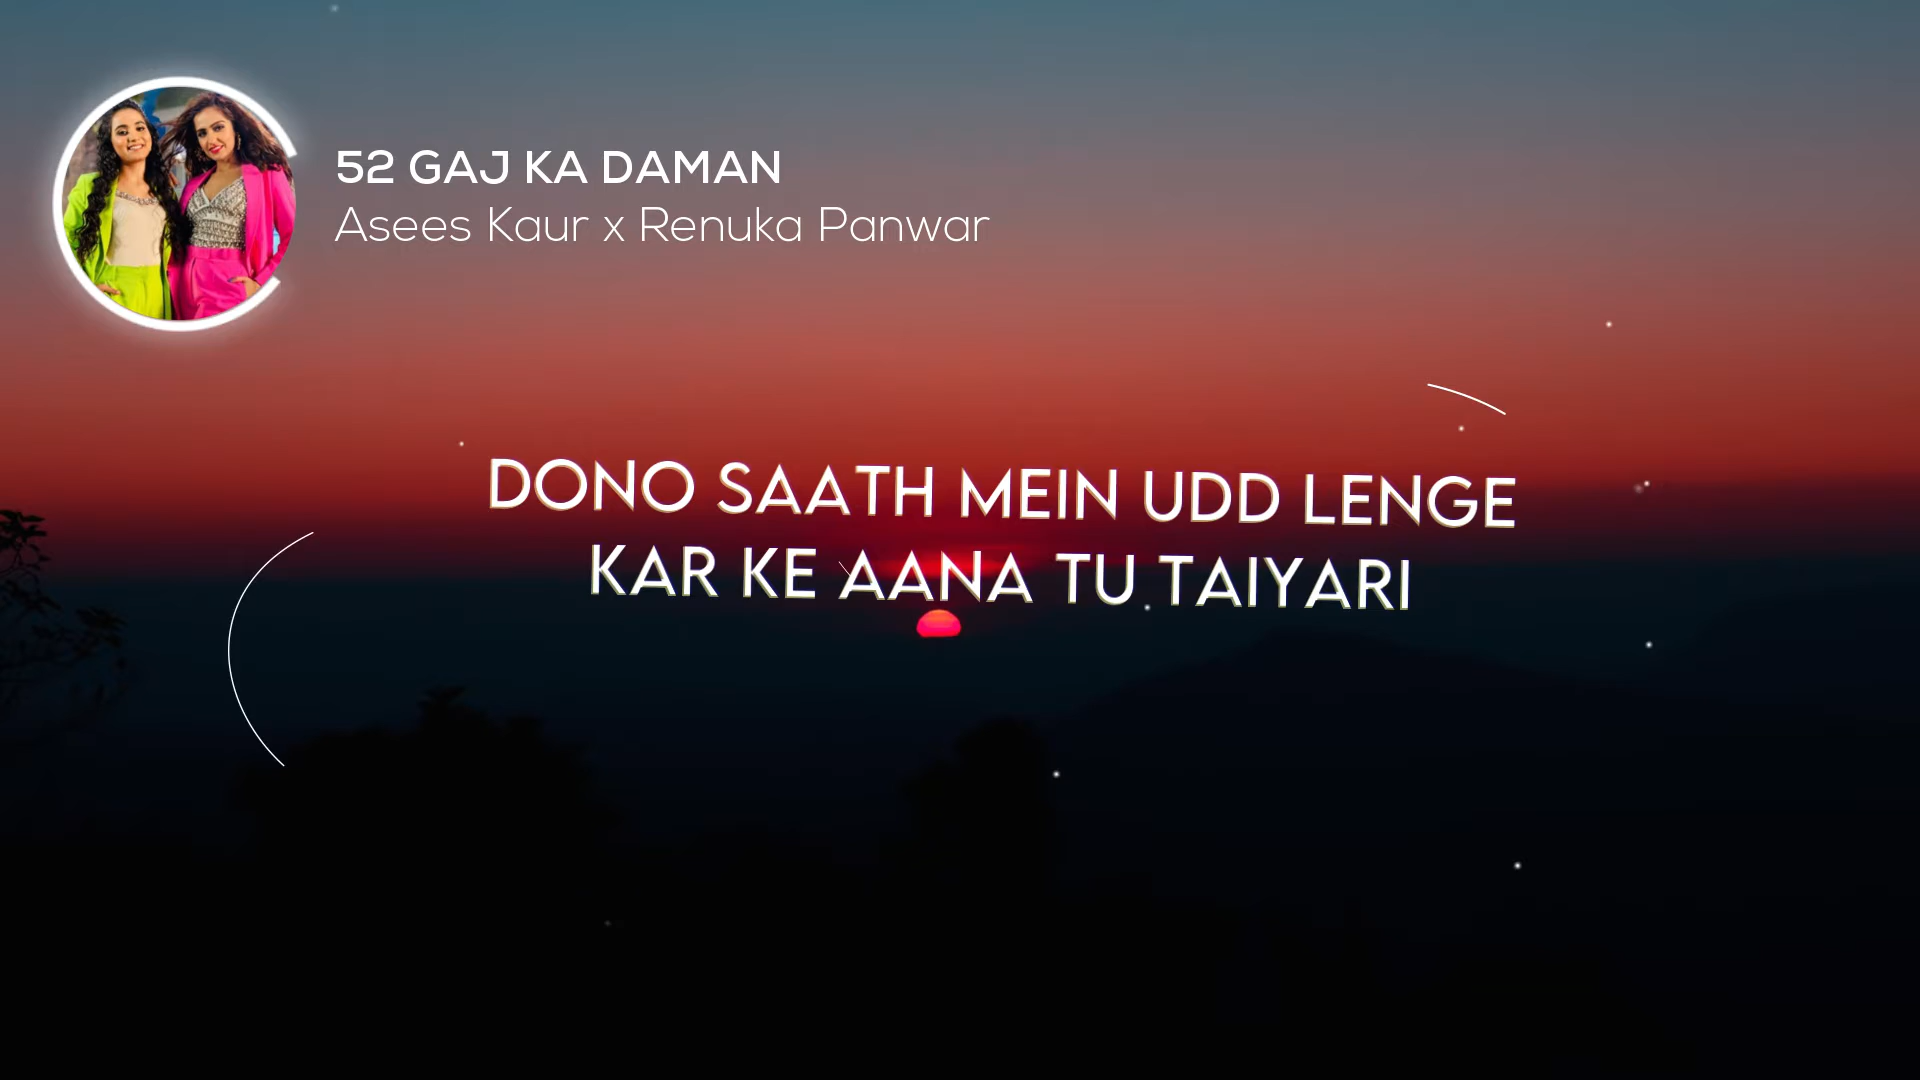 52 GAJ KA DAMAN
Asees Kaur x Renuka Panwar
DONO SAATH MEIN UDD LENGE
KAR KE AANA TU TAIYARI